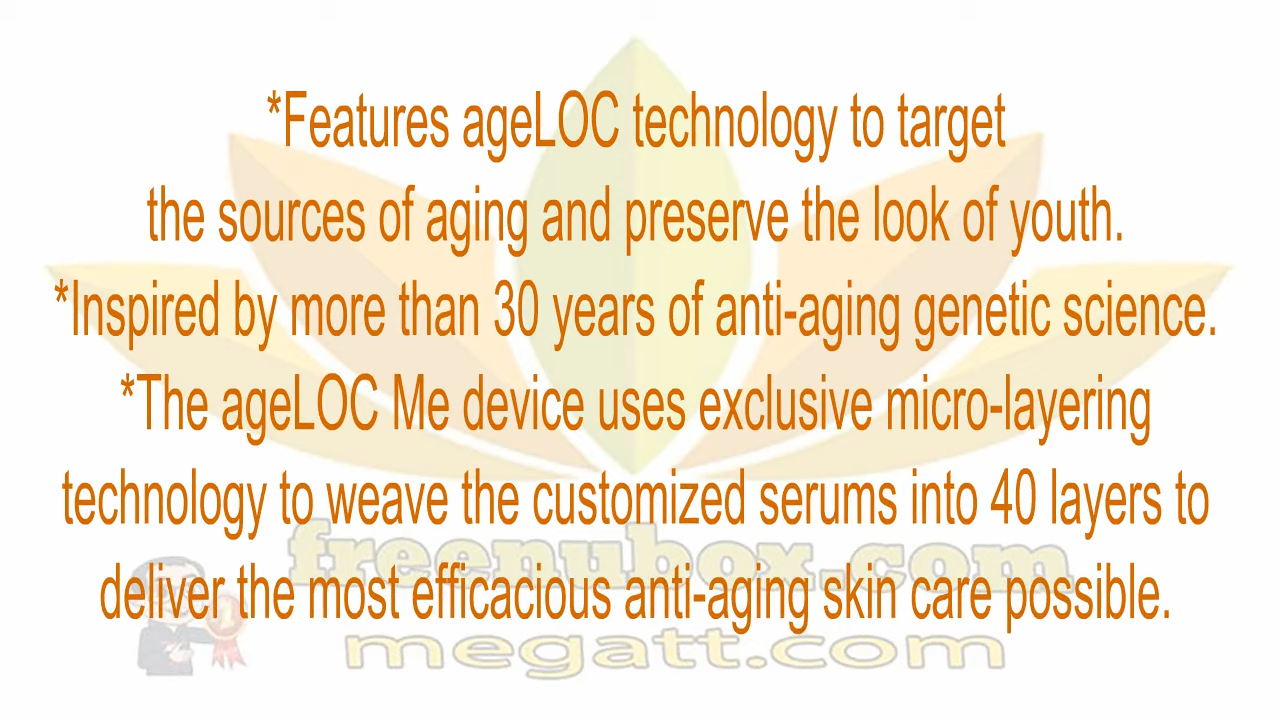 *Features ageLOC technology to target
the sources of aging and preserve the look of youth.
*Inspired by more than 30 years of anti-aging genetic science.
*The ageLOC Me device uses exclusive micro-layering
technology to weave the customized serums into 40 layers to
freenubox.com
deliver the most efficacious anti-aging skin care possible.
megatt.com